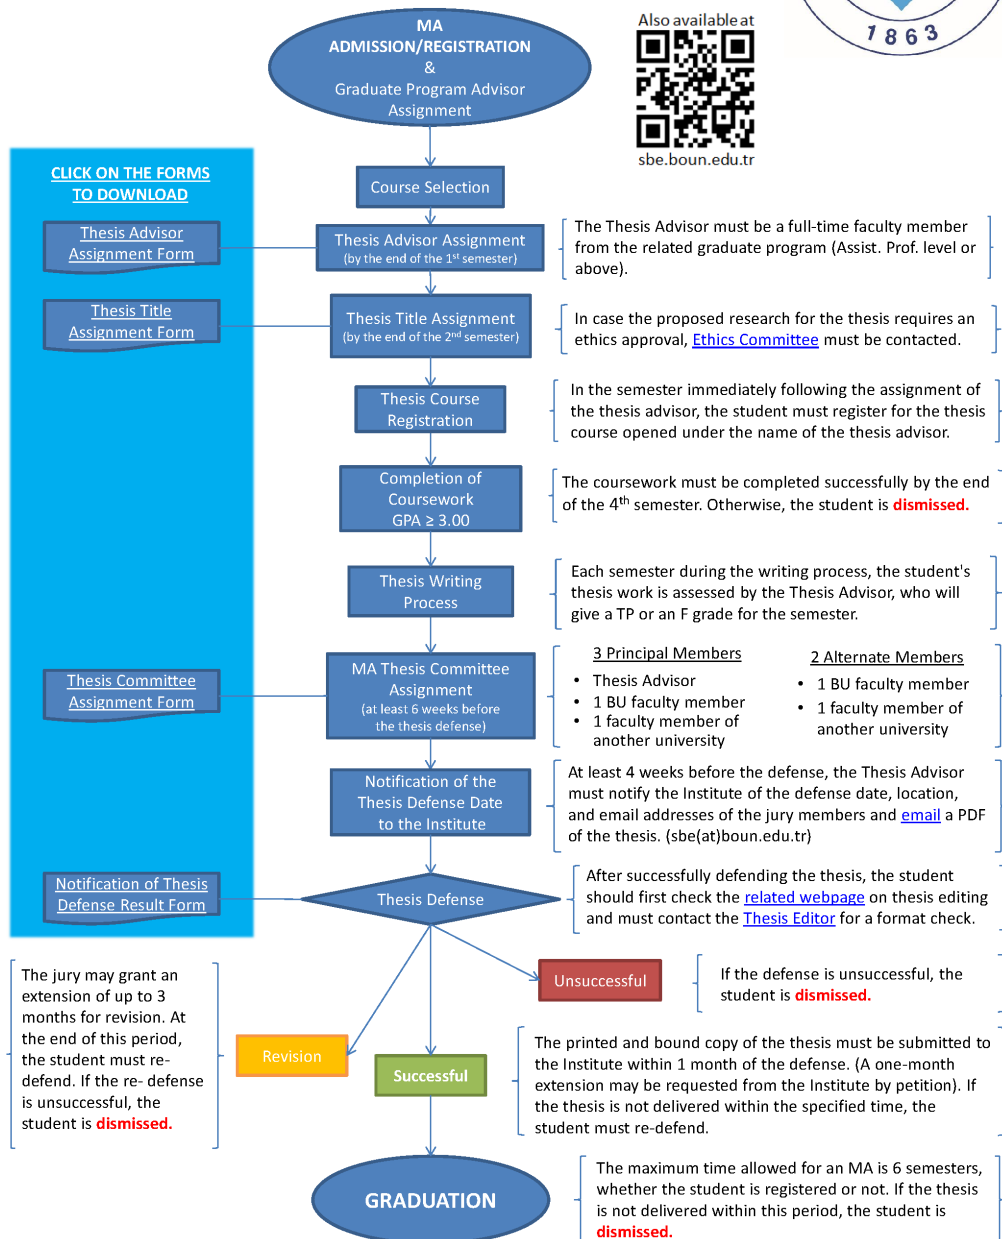 MA
ADMISSION/REGISTRATION
&
Graduate Program Advisor
Assignment
Also available at
sbe.boun.edu.tr
1863
CLICK ON THE FORMS
TO DOWNLOAD
Course Selection
Thesis Advisor
Assignment Form
Thesis Advisor Assignment
(by the end of the 1st semester)
The Thesis Advisor must be a full-time faculty member
from the related graduate program (Assist. Prof. level or
above).
Thesis Title
Assignment Form
Thesis Title Assignment
(by the end of the 2nd semester)
In case the proposed research for the thesis requires an
ethics approval, Ethics Committee must be contacted.
Thesis Course
Registration
In the semester immediately following the assignment of
the thesis advisor, the student must register for the thesis
course opened under the name of the thesis advisor.
Completion of
Coursework
GPA ≥ 3.00
The coursework must be completed successfully by the end
of the 4th semester. Otherwise, the student is dismissed.
Thesis Writing
Process
Each semester during the writing process, the student's
thesis work is assessed by the Thesis Advisor, who will
give a TP or an F grade for the semester.
Thesis Committee
Assignment Form
MA Thesis Committee
Assignment
(at least 6 weeks before
the thesis defense)
3 Principal Members
• Thesis Advisor
• 1 BU faculty member
• 1 faculty member of
another university
2 Alternate Members
• 1 BU faculty member
• 1 faculty member of
another university
Notification of the
Thesis Defense Date
to the Institute
At least 4 weeks before the defense, the Thesis Advisor
must notify the Institute of the defense date, location,
and email addresses of the jury members and email a PDF
of the thesis. (sbe(at)boun.edu.tr)
Notification of Thesis
Defense Result Form
Thesis Defense
After successfully defending the thesis, the student
should first check the related webpage on thesis editing
and must contact the Thesis Editor for a format check.
The jury may grant an
extension of up to 3
months for revision. At
the end of this period,
the student must re-
defend. If the re- defense
is unsuccessful, the
student is dismissed.
Revision
Unsuccessful
If the defense is unsuccessful, the
student is dismissed.
Successful
The printed and bound copy of the thesis must be submitted to
the Institute within 1 month of the defense. (A one-month
extension may be requested from the Institute by petition). If
the thesis is not delivered within the specified time, the
student must re-defend.
GRADUATION
The maximum time allowed for an MA is 6 semesters,
whether the student is registered or not. If the thesis
is not delivered within this period, the student is
dismissed.